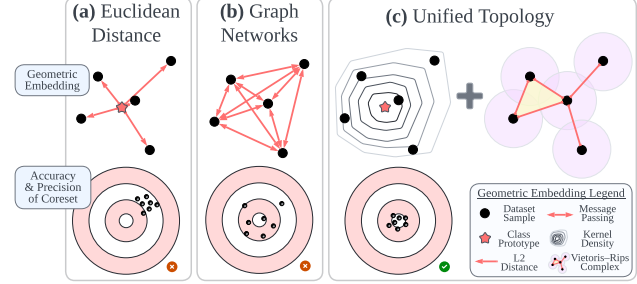 (a) Euclidean
Distance
(b) Graph
Networks
(c) Unified Topology
Geometric
Embedding
Accuracy
& Precision
of Coreset
Geometric Embedding Legend
Dataset
Sample
Message
Passing
Class
Prototype
Kernel
Density
L2
Distance
Vietoris–Rips
Complex